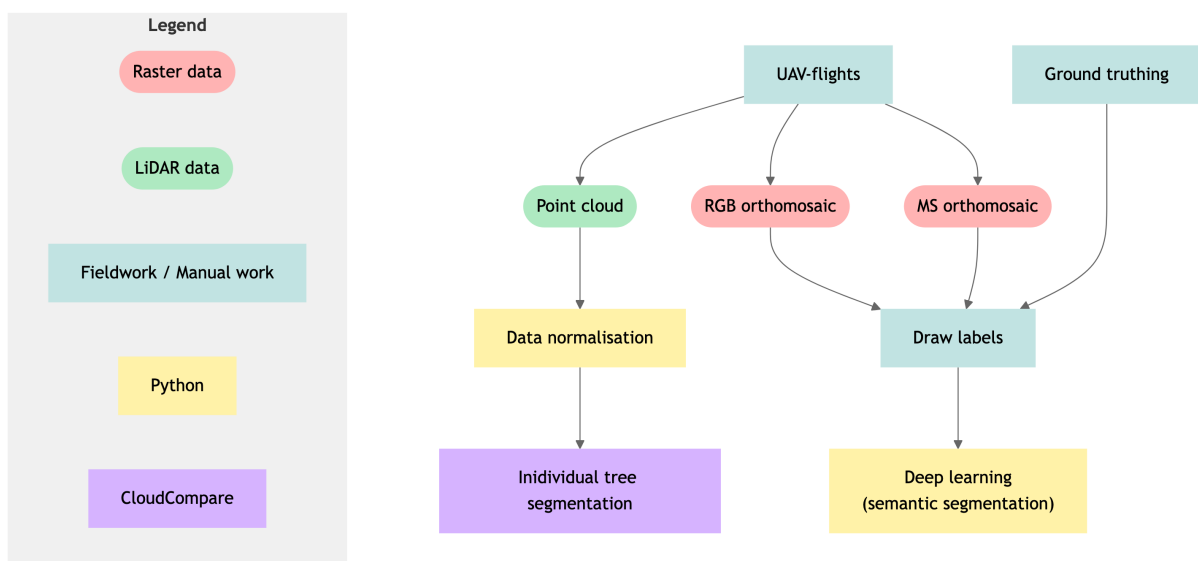 Legend
Raster data
LiDAR data
Fieldwork / Manual work
Python
CloudCompare
UAV-flights
Ground truthing
Point cloud
RGB orthomosaic
MS orthomosaic
Data normalisation
Draw labels
Inidividual tree
segmentation
Deep learning
(semantic segmentation)